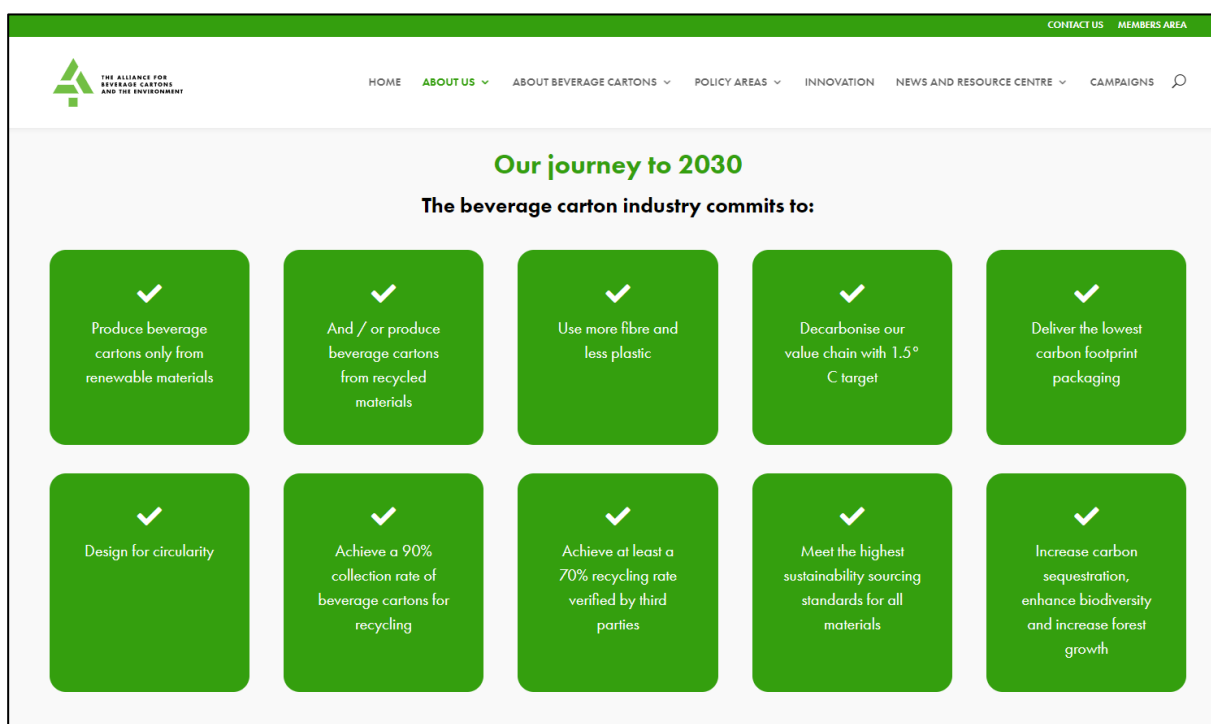 CONTACT US MEMBERS AREA
THE ALLIANCE FOR
BEVERAGE CARTONS
AND THE ENVIRONMENT
HOME ABOUT US ABOUT BEVERAGE CARTONS POLICY AREAS INNOVATION NEWS AND RESOURCE CENTRE CAMPAIGNS
Our journey to 2030
The beverage carton industry commits to:
Produce beverage
cartons only from
renewable materials
And / or produce
beverage cartons
from recycled
materials
Use more fibre and
less plastic
Decarbonise our
value chain with 1.5°
C target
Deliver the lowest
carbon footprint
packaging
Design for circularity
Achieve a 90%
collection rate of
beverage cartons for
recycling
Achieve at least a
70% recycling rate
verified by third
parties
Meet the highest
sustainability sourcing
standards for all
materials
Increase carbon
sequestration,
enhance biodiversity
and increase forest
growth